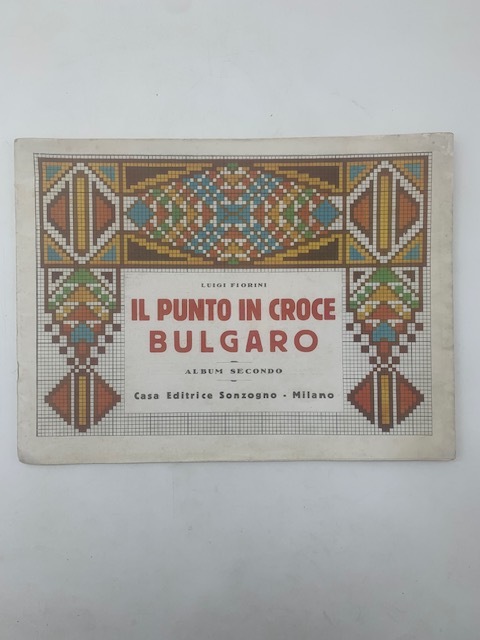 LUIGI FIORINI
IL PUNTO IN CROCE
BULGARO
ALBUM SECONDO
Casa Editrice Sonzogno - Milano